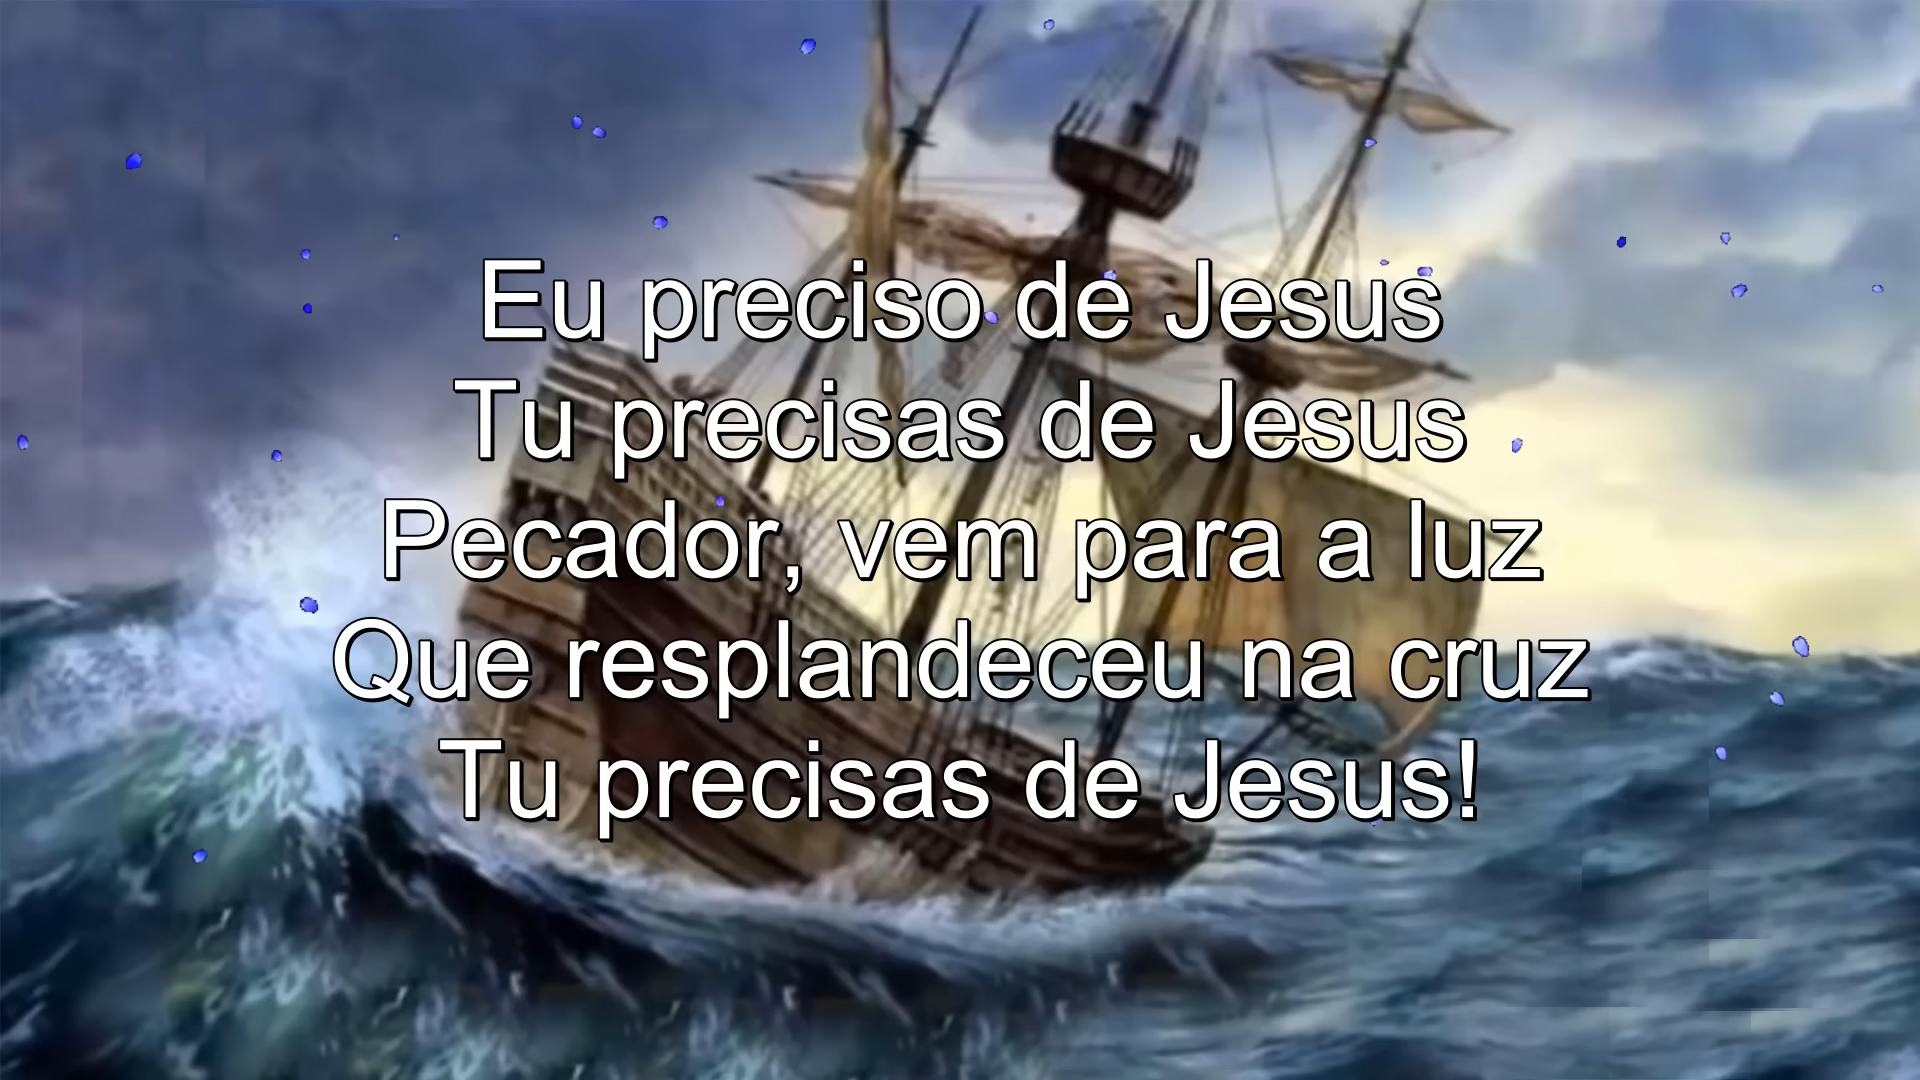 Eu preciso de Jesus
Tu precisas de Jesus
Pecador, vem para a luz
Que resplandeceu na cruz
Tu precisas de Jesus!